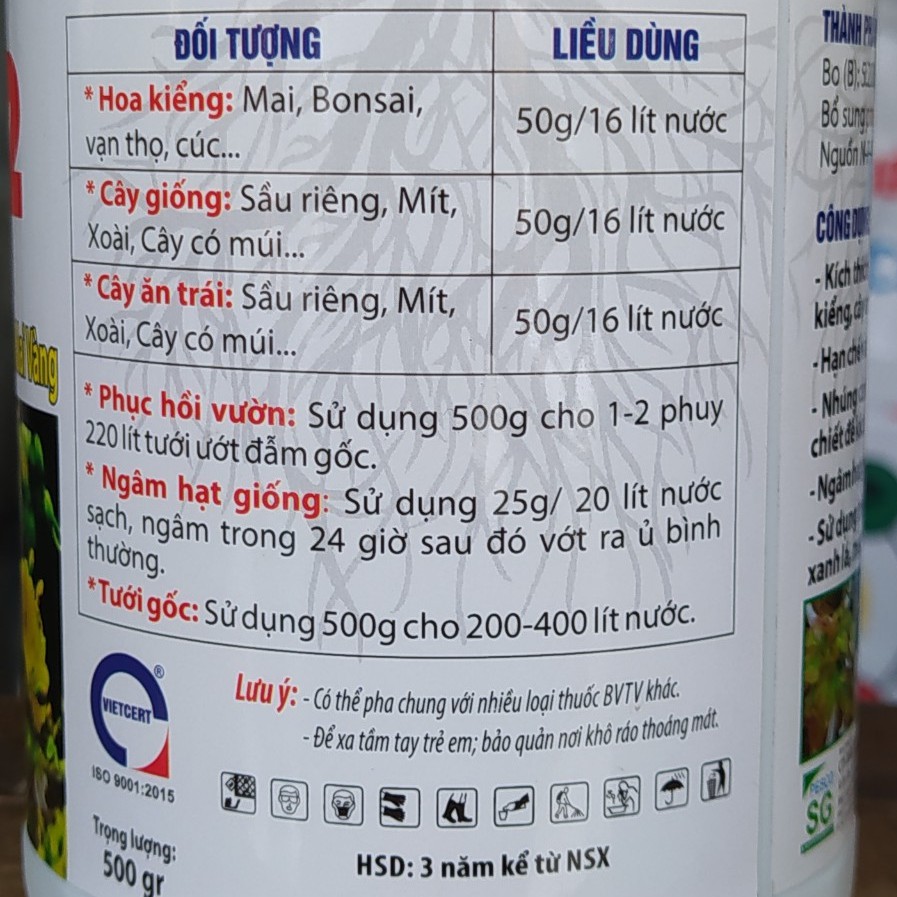 ĐỐI TƯỢNG LIỀU DÙNG
* Hoa kiểng: Mai, Bonsai,
vạn thọ, cúc...
50g/16 lít nước
* Cây giống: Sầu riêng, Mít,
Xoài, Cây có múi...
50g/16 lít nước
* Cây ăn trái: Sầu riêng, Mít,
Xoài, Cây có múi...
50g/16 lít nước
* Phục hồi vườn: Sử dụng 500g cho 1-2 phuy
220 lít tưới ướt đẫm gốc.
* Ngâm hạt giống: Sử dụng 25g/ 20 lít nước
sạch, ngâm trong 24 giờ sau đó vớt ra ủ bình
thường.
*Tưới gốc: Sử dụng 500g cho 200-400 lít nước.
Lưu ý: - Có thể pha chung với nhiều loại thuốc BVTV khác.
- Để xa tầm tay trẻ em; bảo quản nơi khô ráo thoáng mát.
VIETCERT ®
ISO 9001:2015
Trọng lượng:
500 gr
HSD: 3 năm kể từ NSX
2
Vàng
THÀNH
Bo (B):
Bổ sung
Nguồn
CÔNG
- Kích
kiểng,
- Hạn chế
- Nhúng
chiết để
- Ngâm
- Sử dụng
xanh lá,
SG